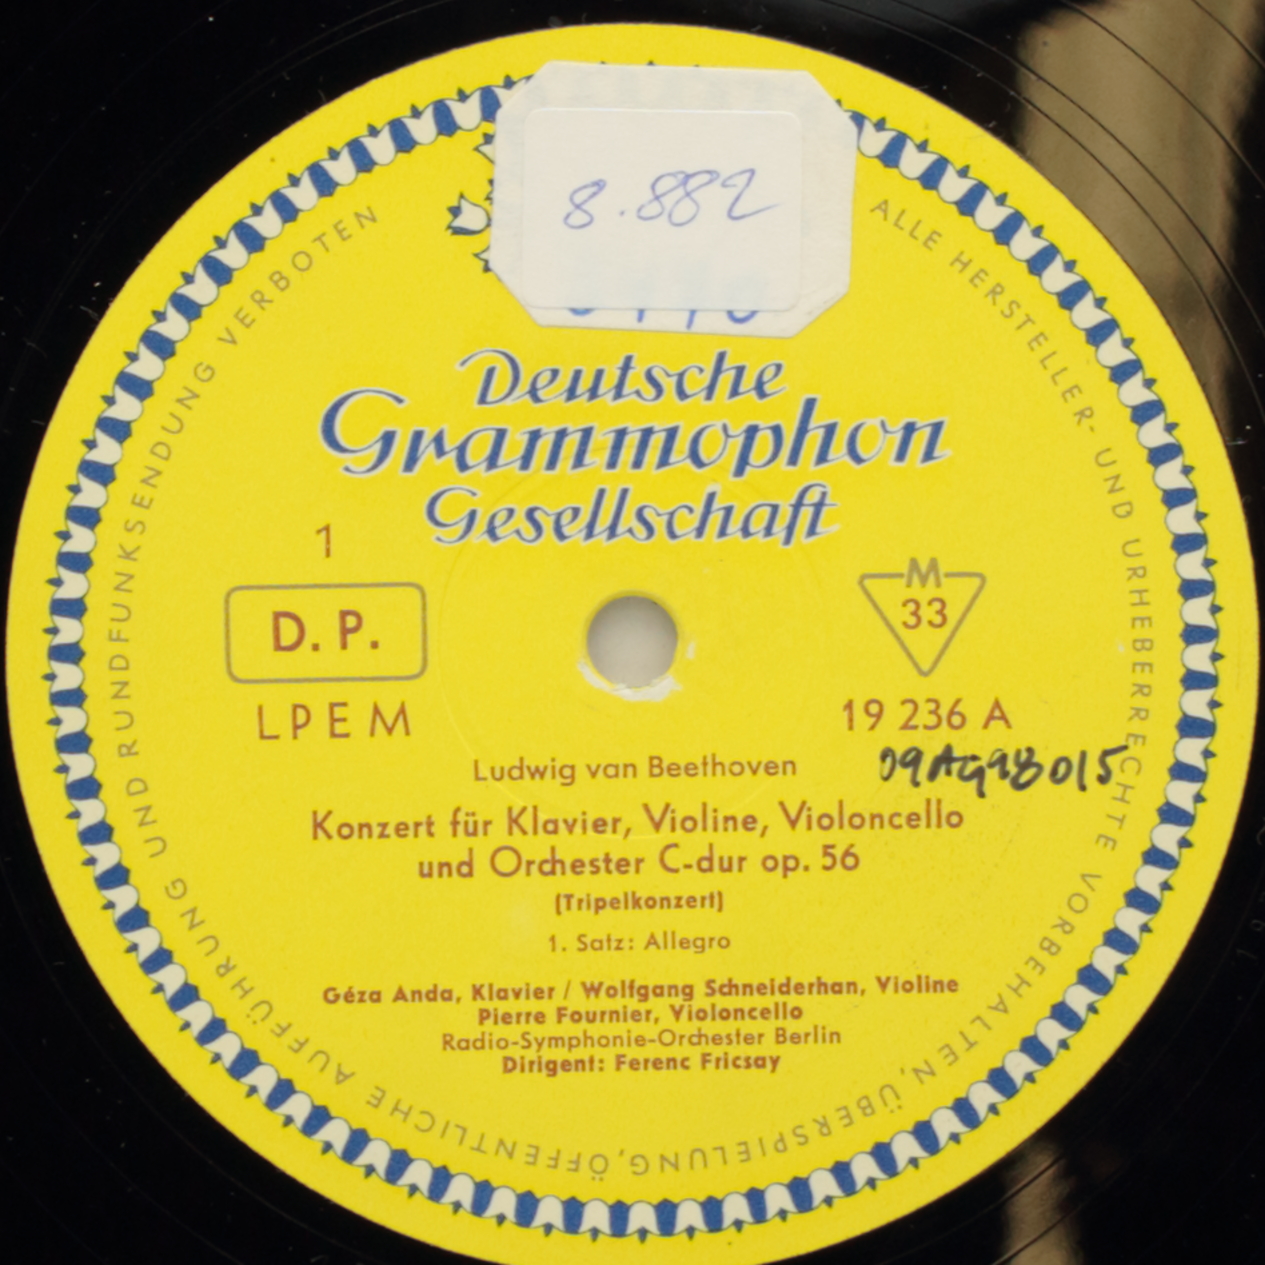 8.882
Deutsche
Grammophon
Gesellschaft
1
D. P.
LPEM
M
33
19 236 A
09AG98015
Ludwig van Beethoven
Konzert für Klavier, Violine, Violoncello
und Orchester C-dur op. 56
(Tripelkonzert)
1. Satz: Allegro
Géza Anda, Klavier / Wolfgang Schneiderhan, Violine
Pierre Fournier, Violoncello
Radio-Symphonie-Orchester Berlin
Dirigent: Ferenc Fricsay
ALLE HERSTELLER- UND URHEBERRECHTE VORBEHALTEN, ÜBERSPIELUNG, ÖFFENTLICHE AUFFÜHRUNG UND RUNDFUNKSENDUNG VERBOTEN